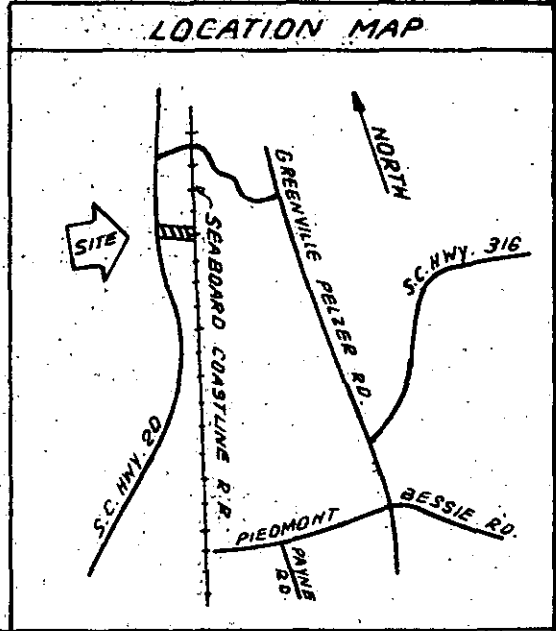 LOCATION MAP
NORTH
GREENVILLE PELZER RD.
S.C. HWY. 316
SITE
SEABOARD COASTLINE R.R.
S.C. HWY. 20
PIEDMONT
BESSIE RD.
PAYNE
RD.